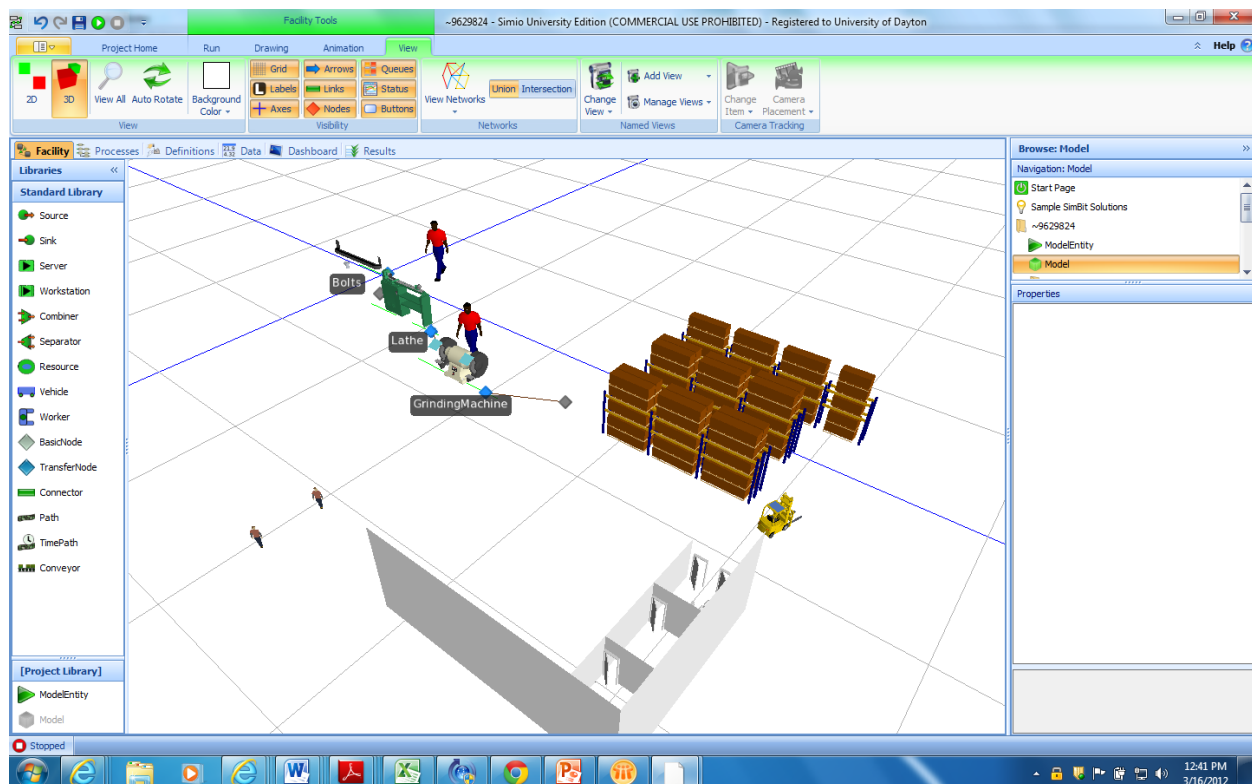 Facility Tools
~9629824 - Simio University Edition (COMMERCIAL USE PROHIBITED) - Registered to University of Dayton
Project Home Run Drawing Animation View Help
2D 3D View All Auto Rotate Background Color
View
Grid Arrows Queues
Labels Links Status
Axes Nodes Buttons
Visibility
View Networks Union Intersection
Networks
Change View Add View
Manage Views
Named Views
Change Item Camera Placement
Camera Tracking
Facility Processes Definitions Data Dashboard Results
Libraries
Standard Library
Source
Sink
Server
Workstation
Combiner
Separator
Resource
Vehicle
Worker
BasicNode
TransferNode
Connector
Path
TimePath
Conveyor
[Project Library]
ModelEntity
Model
Bolts
Lathe
GrindingMachine
Browse: Model
Navigation: Model
Start Page
Sample SimBit Solutions
~9629824
ModelEntity
Model
Properties
Stopped
12:41 PM
3/16/2012